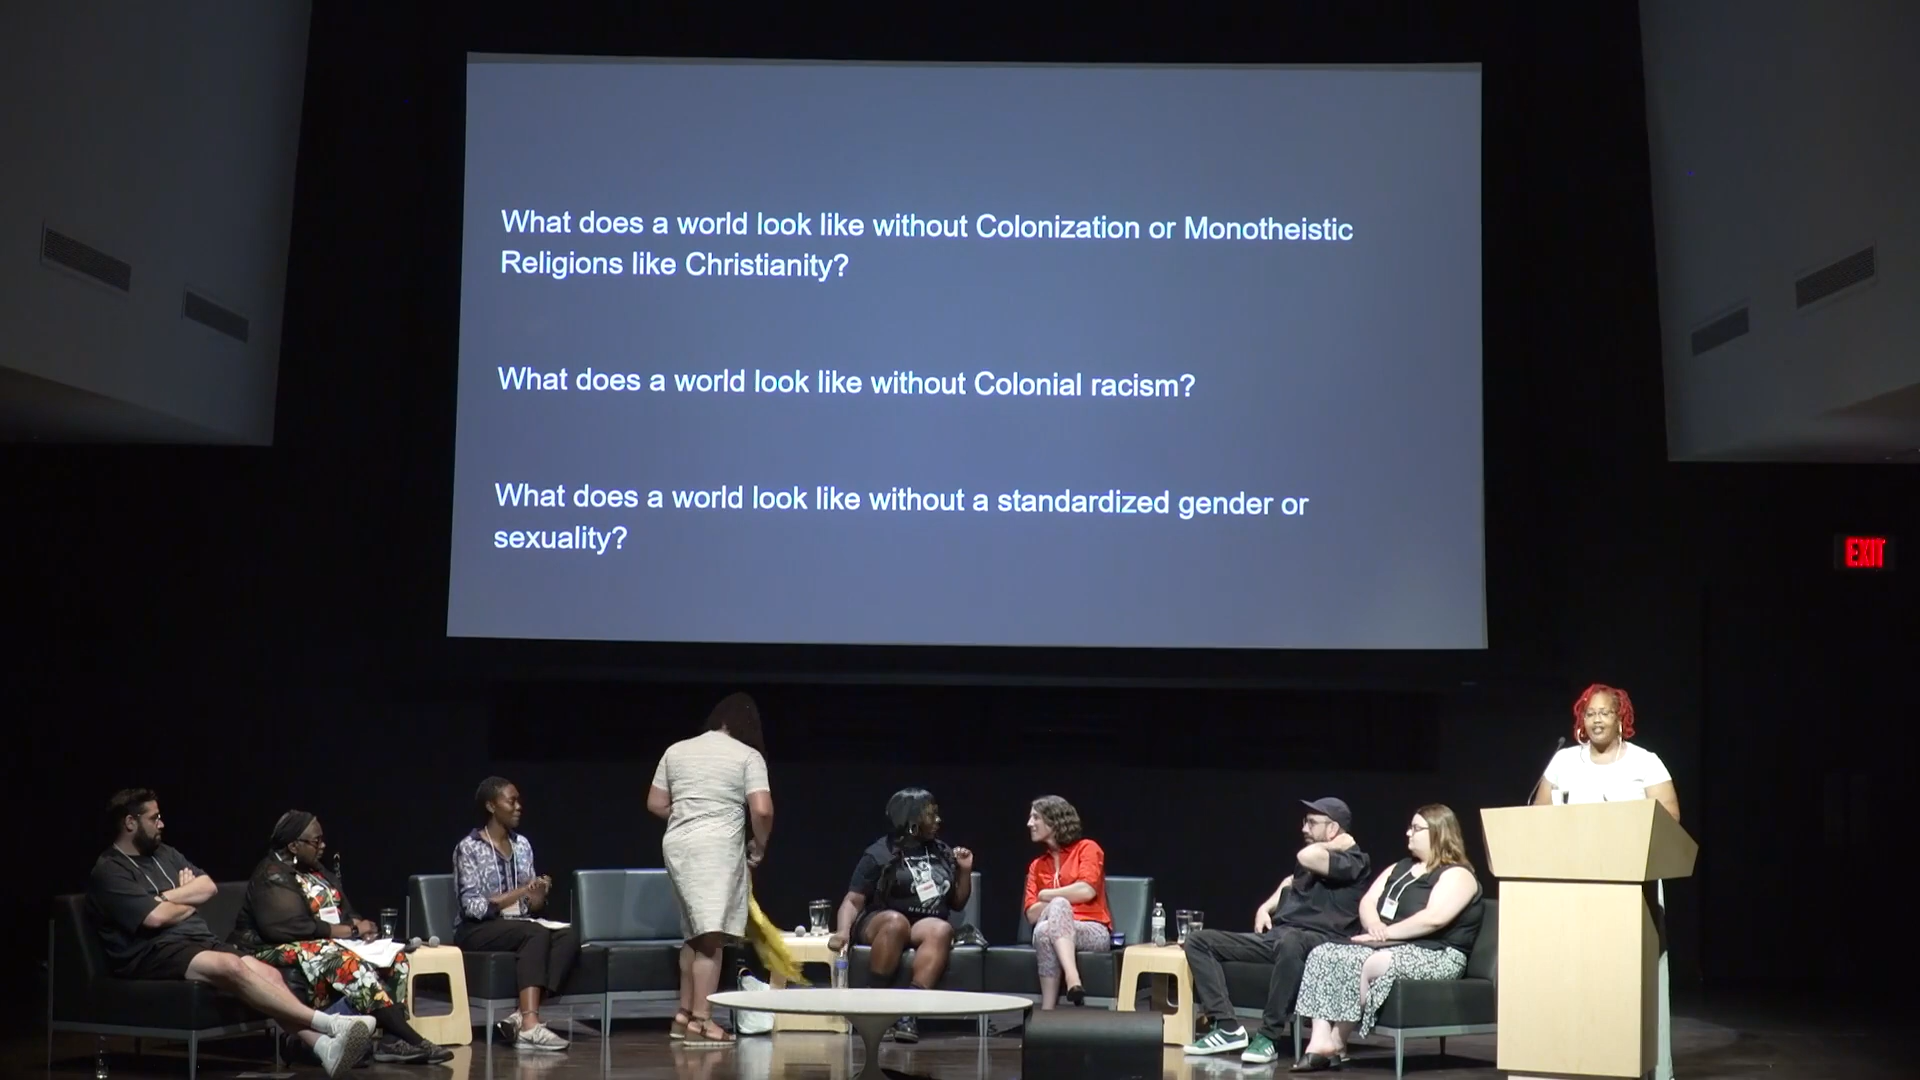 What does a world look like without Colonization or Monotheistic
Religions like Christianity?
What does a world look like without Colonial racism?
What does a world look like without a standardized gender or
sexuality?
EXIT